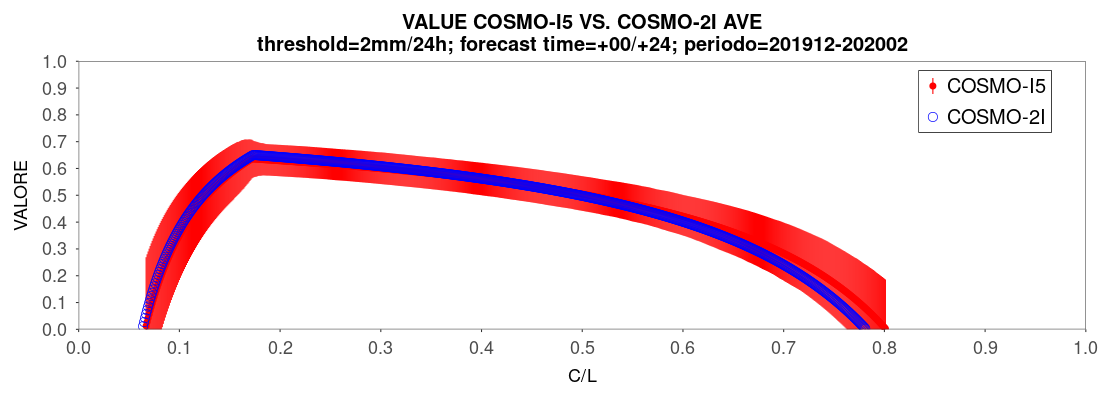 VALUE COSMO-I5 VS. COSMO-2I AVE
threshold=2mm/24h; forecast time=+00/+24; periodo=201912-202002
1.0
0.9
0.8
0.7
0.6
0.5
0.4
0.3
0.2
0.1
0.0
VALORE
COSMO-I5
COSMO-2I
0.0 0.1 0.2 0.3 0.4 0.5 0.6 0.7 0.8 0.9 1.0
C/L